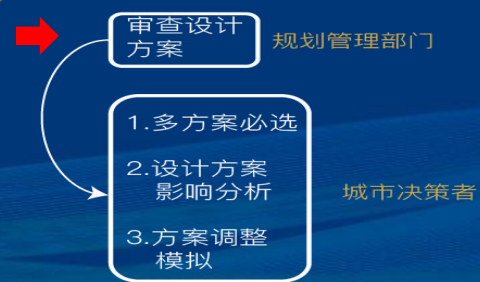 审查设计
方案
规划管理部门
1.多方案必选
2.设计方案
影响分析
城市决策者
3.方案调整
模拟